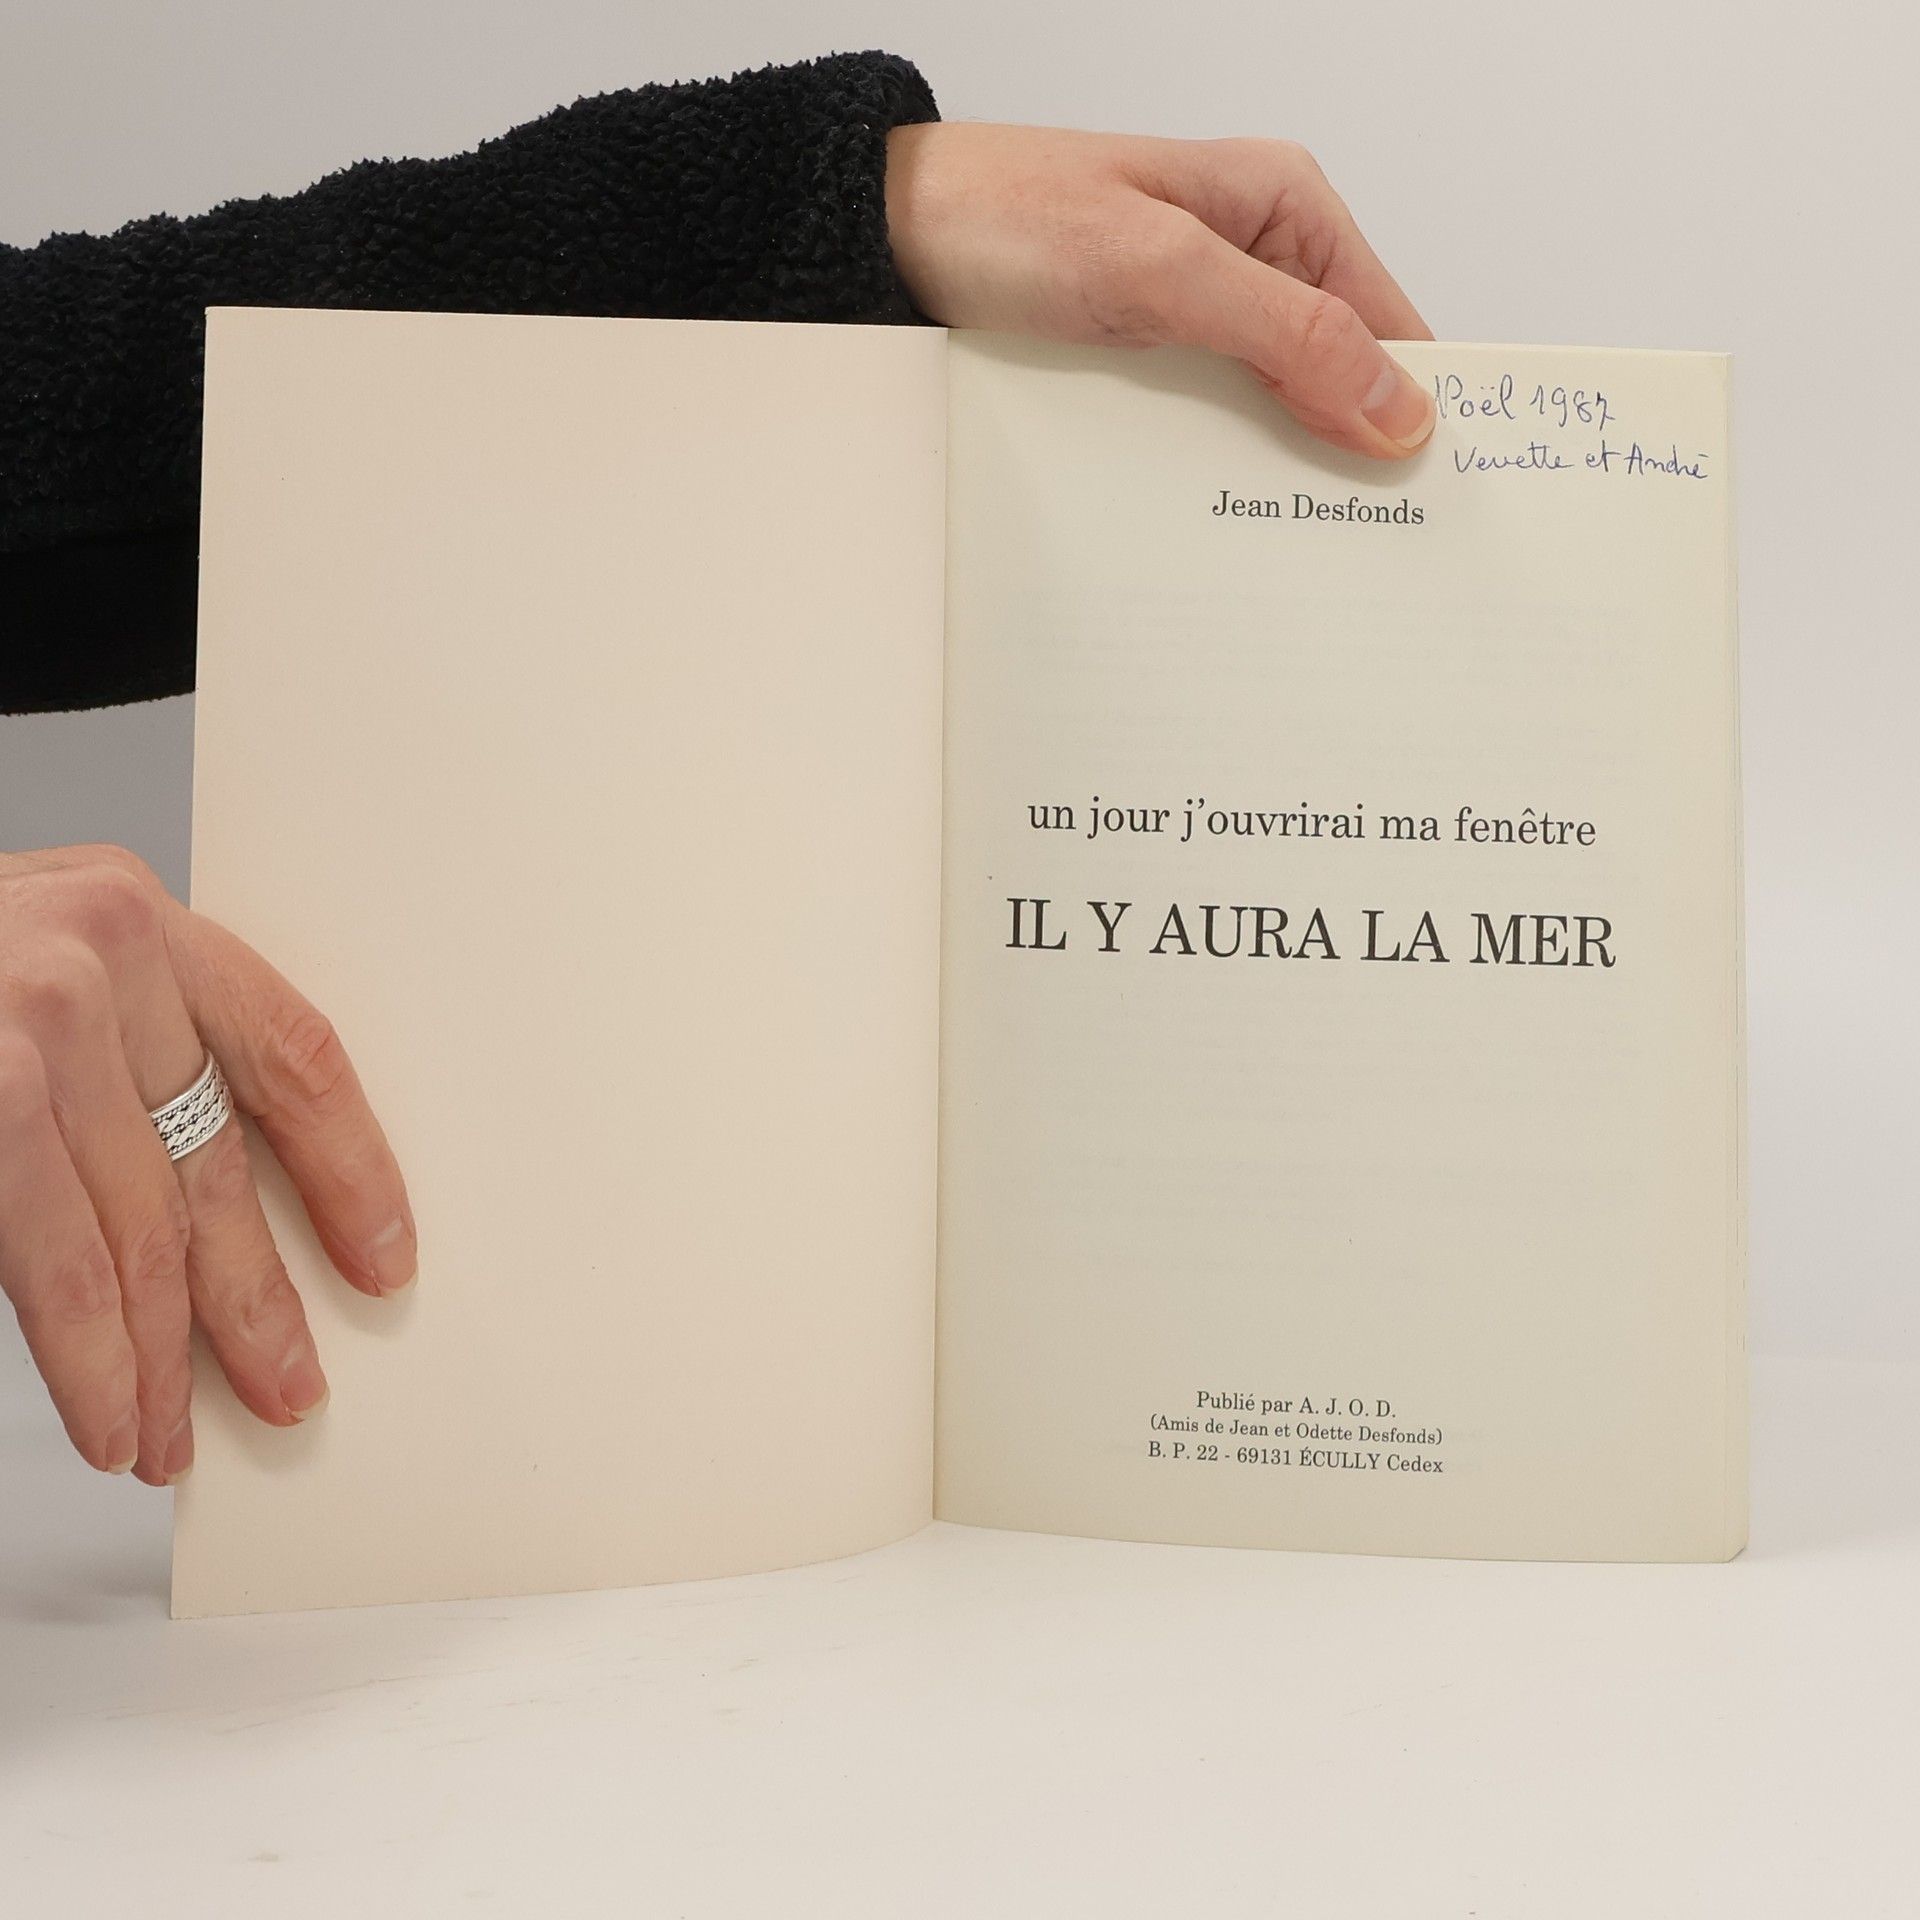 Noël 1987
et André
Jean Desfonds
un jour j'ouvrirai ma fenêtre
IL Y AURA LA MER
Publié par A. J. O. D.
(Amis de Jean et Odette Desfonds)
B. P. 22 - 69131 ÉCULLY Cedex